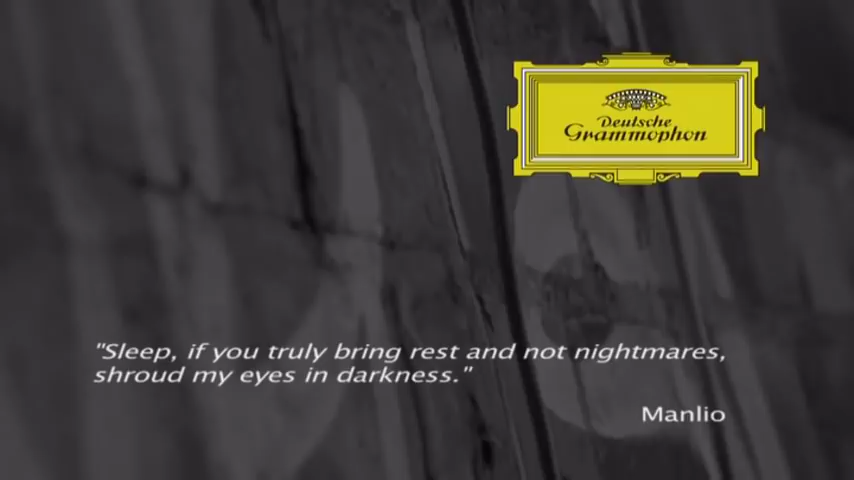 Deutsche
Grammophon
"Sleep, if you truly bring rest and not nightmares,
shroud my eyes in darkness."
Manlio